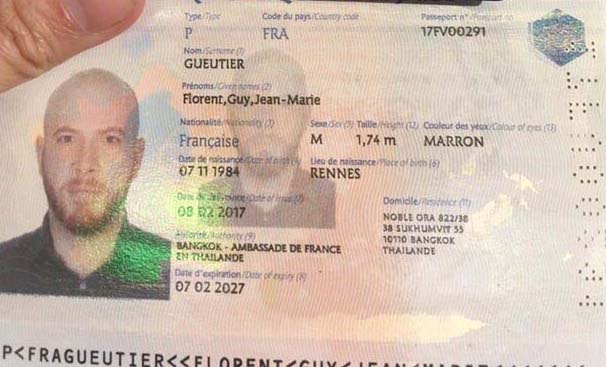 Type/Type Code du pays/Country code Passeport n°/Passport no
P FRA 17FV00291
Nom/Surname (1)
GUEUTIER
Prénoms/Given names (2)
Florent,Guy,Jean-Marie
Nationalité/Nationality (3) Sexe/Sex (5) Taille/Height (12) Couleur des yeux/Colour of eyes (13)
Française M 1,74 m MARRON
Date de naissance/Date of birth (4) Lieu de naissance/Place of birth (6)
07 11 1984 RENNES
Date de délivrance/Date of issue (7) Domicile/Residence (11)
08 02 2017 NOBLE ORA 822/38
38 SUKHUMVIT 55
10110 BANGKOK
THAILANDE
Autorité/Authority (9)
BANGKOK - AMBASSADE DE FRANCE
EN THAILANDE
Date d'expiration/Date of expiry (8)
07 02 2027
P<FRAGUEUTIER<<FLORENT<GUY<JEAN<MARIE